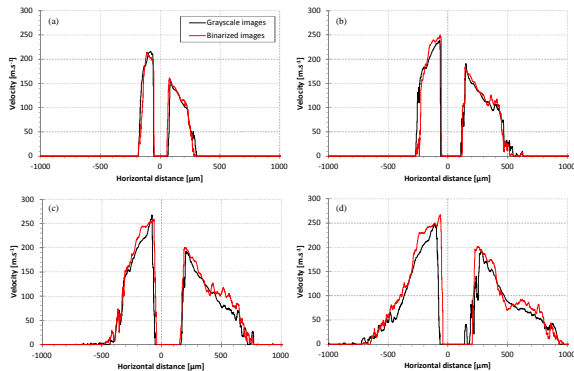 (a)
Grayscale images
Binarized images
Velocity [m.s-1]
300
250
200
150
100
50
0
-1000 -500 0 500 1000
Horizontal distance [µm]
(b)
Velocity [m.s-1]
300
250
200
150
100
50
0
-1000 -500 0 500 1000
Horizontal distance [µm]
(c)
Velocity [m.s-1]
300
250
200
150
100
50
0
-1000 -500 0 500 1000
Horizontal distance [µm]
(d)
Velocity [m.s-1]
300
250
200
150
100
50
0
-1000 -500 0 500 1000
Horizontal distance [µm]